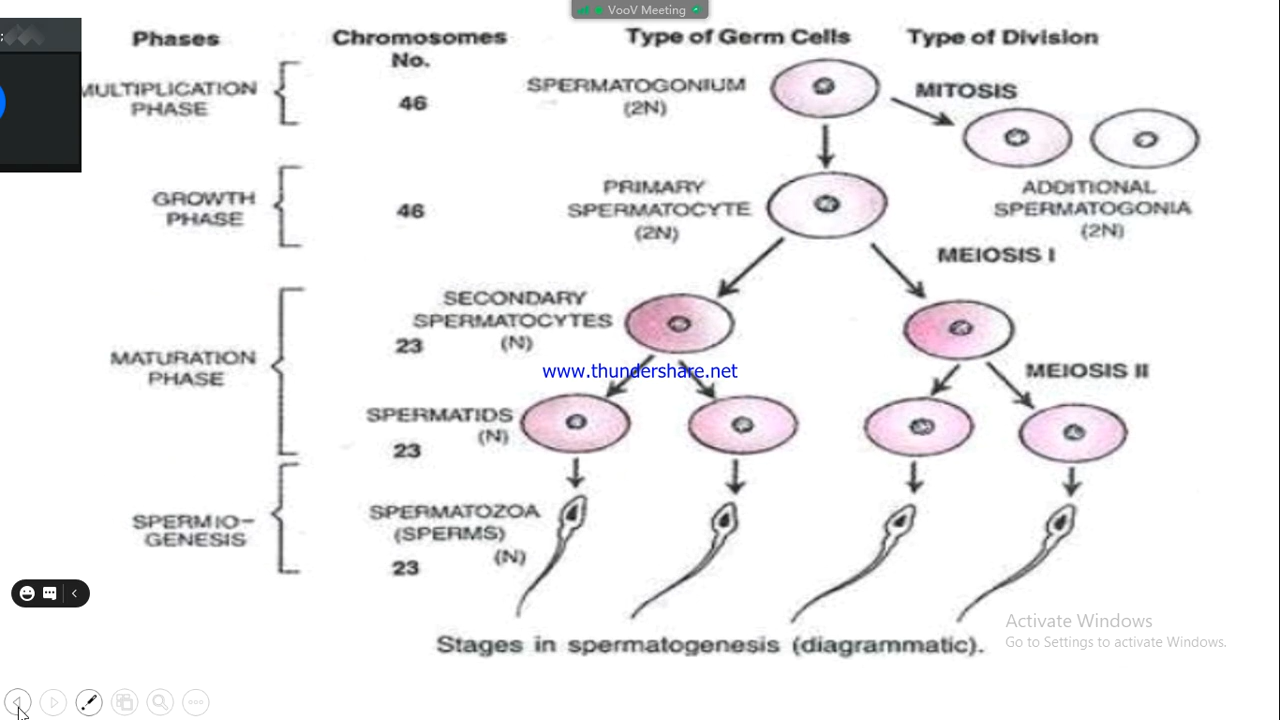 VooV Meeting
Phases
Chromosomes
No.
Type of Germ Cells
Type of Division
MULTIPLICATION
PHASE
46
SPERMATOGONIUM
(2N)
MITOSIS
GROWTH
PHASE
46
PRIMARY
SPERMATOCYTE
(2N)
ADDITIONAL
SPERMATOGONIA
(2N)
MEIOSIS I
MATURATION
PHASE
SECONDARY
SPERMATOCYTES
(N)
23
www.thundershare.net
MEIOSIS II
SPERMATIDS
(N)
23
SPERMIO-
GENESIS
SPERMATOZOA
(SPERMS)
(N)
23
Stages in spermatogenesis (diagrammatic).
Activate Windows
Go to Settings to activate Windows.